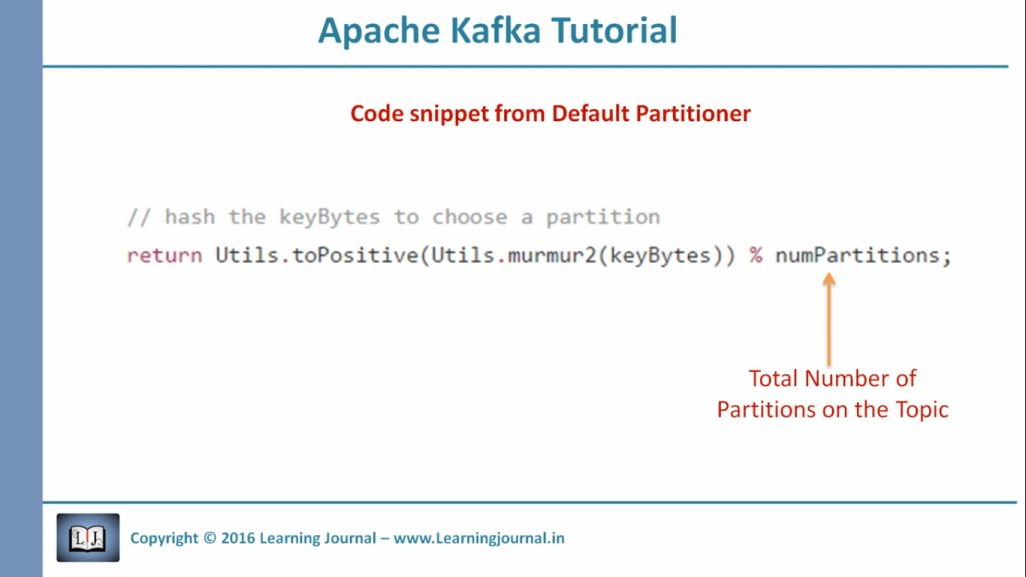 Apache Kafka Tutorial
Code snippet from Default Partitioner
// hash the keyBytes to choose a partition
return Utils.toPositive(Utils.murmur2(keyBytes)) % numPartitions;
Total Number of
Partitions on the Topic
LJ
Copyright © 2016 Learning Journal – www.Learningjournal.in